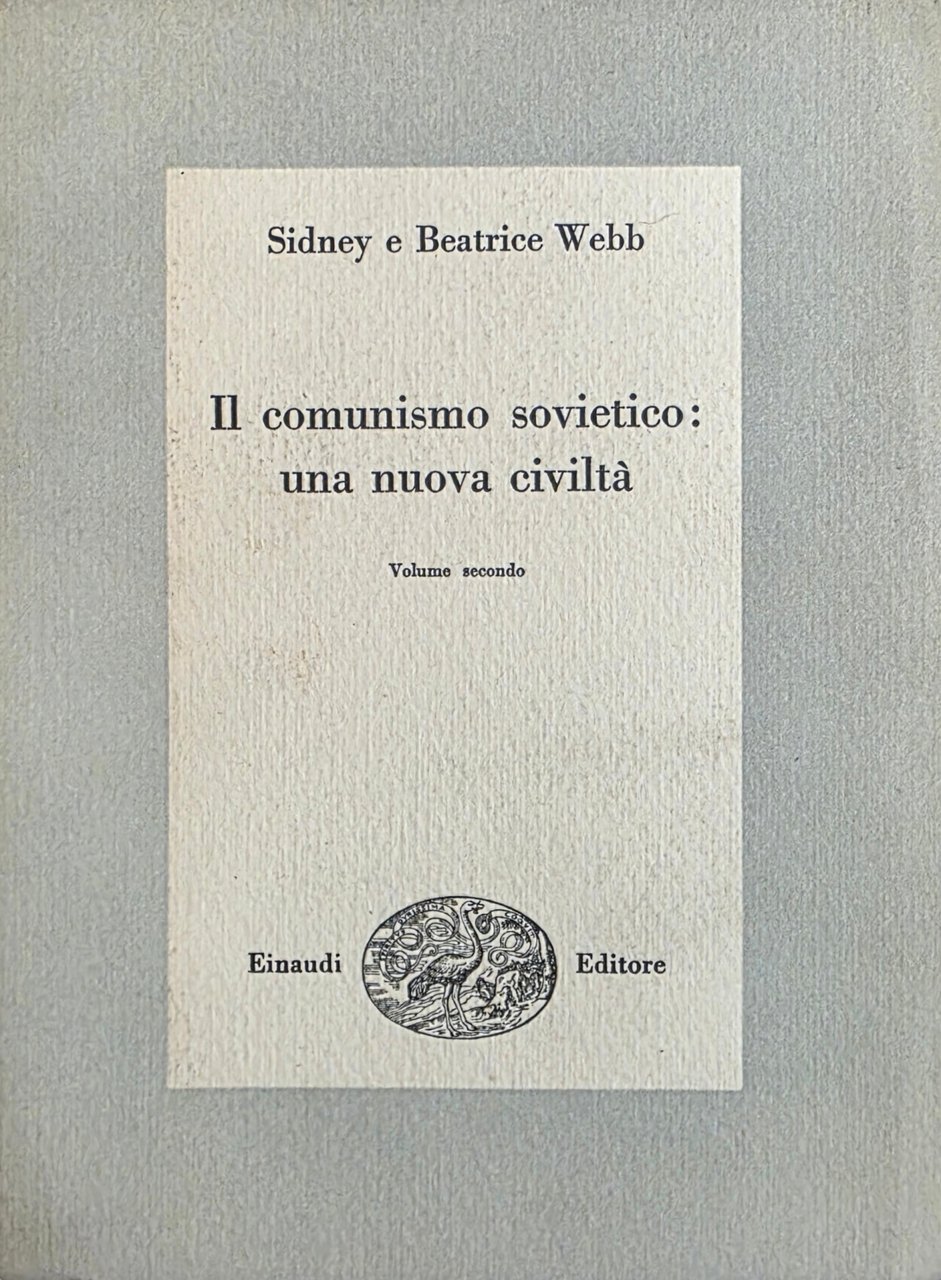 Sidney e Beatrice Webb
Il comunismo sovietico:
una nuova civiltà
Volume secondo
Einaudi
Editore